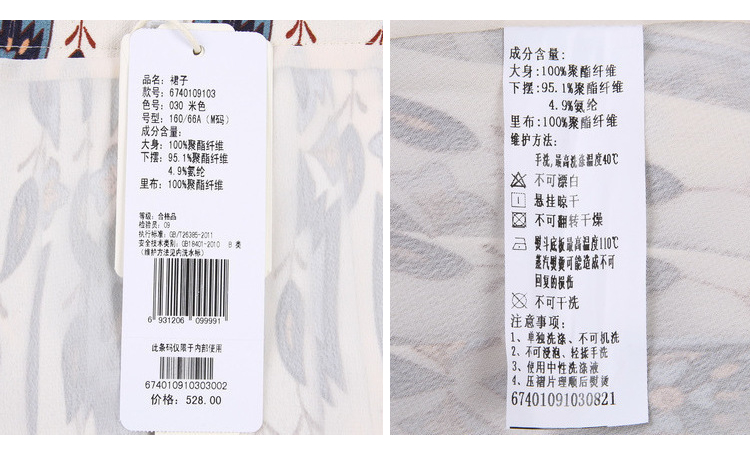 品名: 裙子
款号: 6740109103
色号: 030 米色
号型: 160/66A (M码)
成分含量:
大身: 100%聚酯纤维
下摆: 95.1%聚酯纤维
4.9%氨纶
里布: 100%聚酯纤维
等级: 合格品
检验员: 09
执行标准: GB/T26385-2011
安全技术类别: GB18401-2010 B 类
(维护方法见内洗水标)
6 931206 099991
此条码仅限于内部使用
674010910303002
价格: 528.00
成分含量:
大身:100%聚酯纤维
下摆:95.1%聚酯纤维
4.9%氨纶
里布:100%聚酯纤维
维护方法:
手洗,最高洗涤温度40℃
不可漂白
悬挂晾干
不可翻转干燥
熨斗底板最高温度110℃
蒸汽熨烫可能造成不可
回复的损伤
不可干洗
注意事项:
1、单独洗涤、不可机洗
2、不可浸泡、轻揉手洗
3、使用中性洗涤液
4、压褶片理顺后熨烫
67401091030821